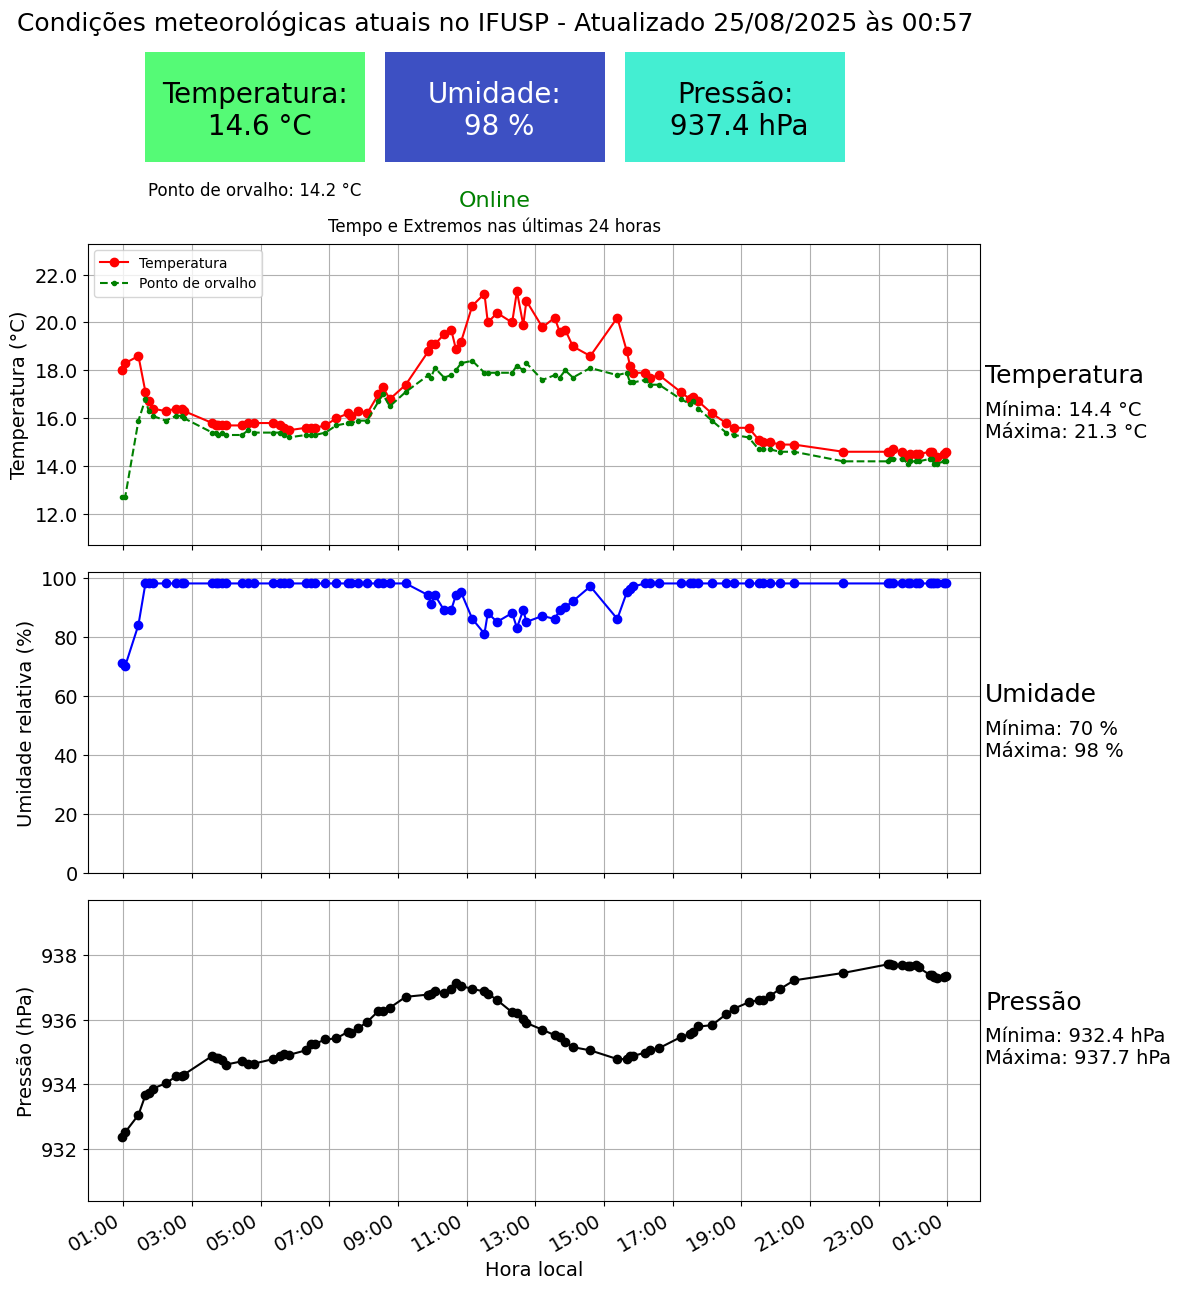 Condições meteorológicas atuais no IFUSP - Atualizado 25/08/2025 às 00:57
Temperatura:
14.6 °C
Umidade:
98 %
Pressão:
937.4 hPa
Ponto de orvalho: 14.2 °C
Online
Tempo e Extremos nas últimas 24 horas
Temperatura (°C)
22.0
20.0
18.0
16.0
14.0
12.0
Temperatura
Ponto de orvalho
Temperatura
Mínima: 14.4 °C
Máxima: 21.3 °C
Umidade relativa (%)
100
80
60
40
20
0
Umidade
Mínima: 70 %
Máxima: 98 %
Pressão (hPa)
938
936
934
932
Pressão
Mínima: 932.4 hPa
Máxima: 937.7 hPa
01:00
03:00
05:00
07:00
09:00
11:00
13:00
15:00
17:00
19:00
21:00
23:00
01:00
Hora local